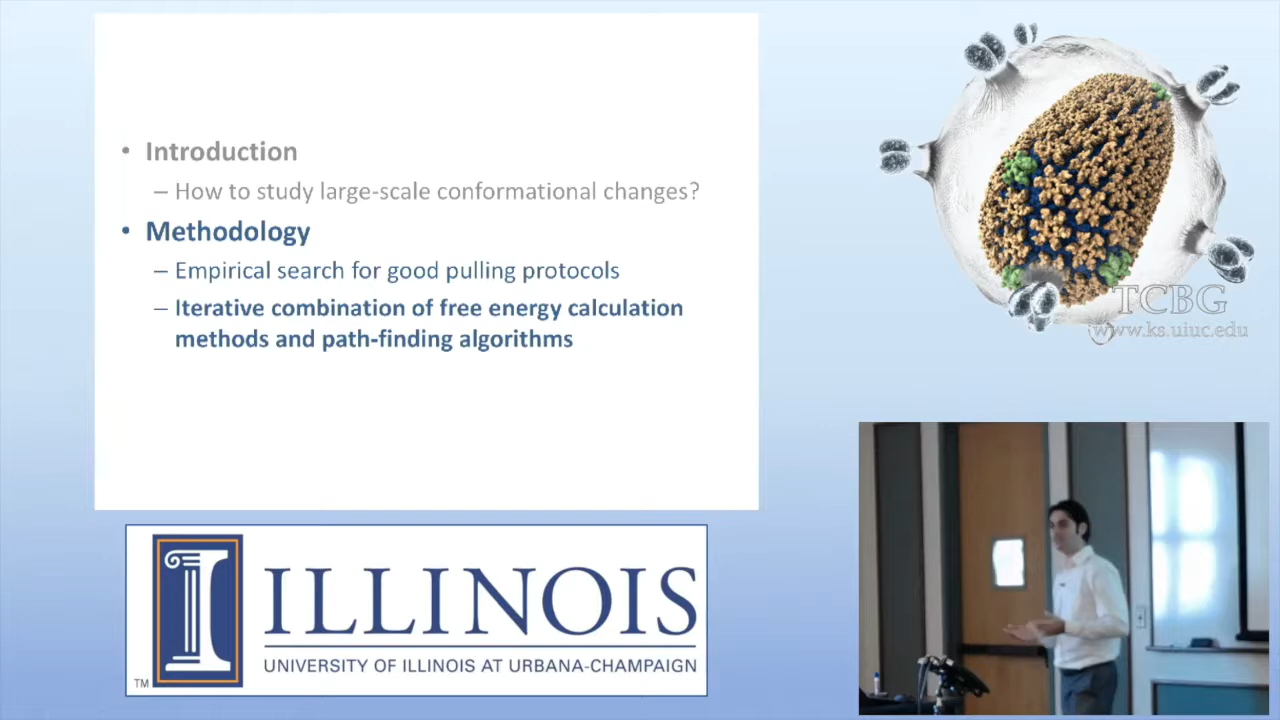 • Introduction
– How to study large-scale conformational changes?
• Methodology
– Empirical search for good pulling protocols
– Iterative combination of free energy calculation
methods and path-finding algorithms
TCBG
www.ks.uiuc.edu
I
ILLINOIS
UNIVERSITY OF ILLINOIS AT URBANA-CHAMPAIGN
TM